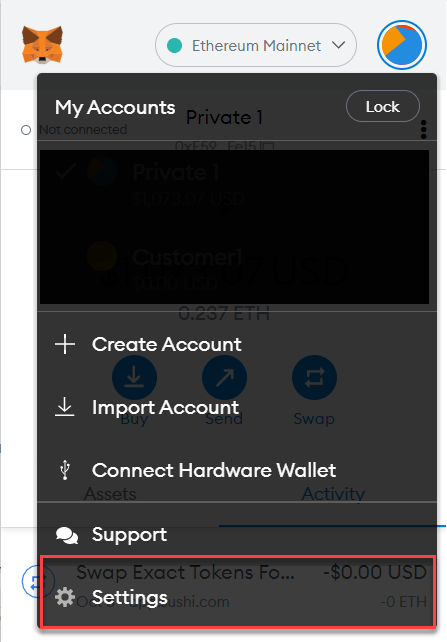 Ethereum Mainnet
My Accounts
Lock
Private 1
Not connected
Private 1
Customer1
07 USD
0.237 ETH
Create Account
Import Account
Buy
Send
Swap
Connect Hardware Wallet
Assets
Activity
Support
Swap Exact Tokens Fo...
-$0.00 USD
Settings
-0 ETH